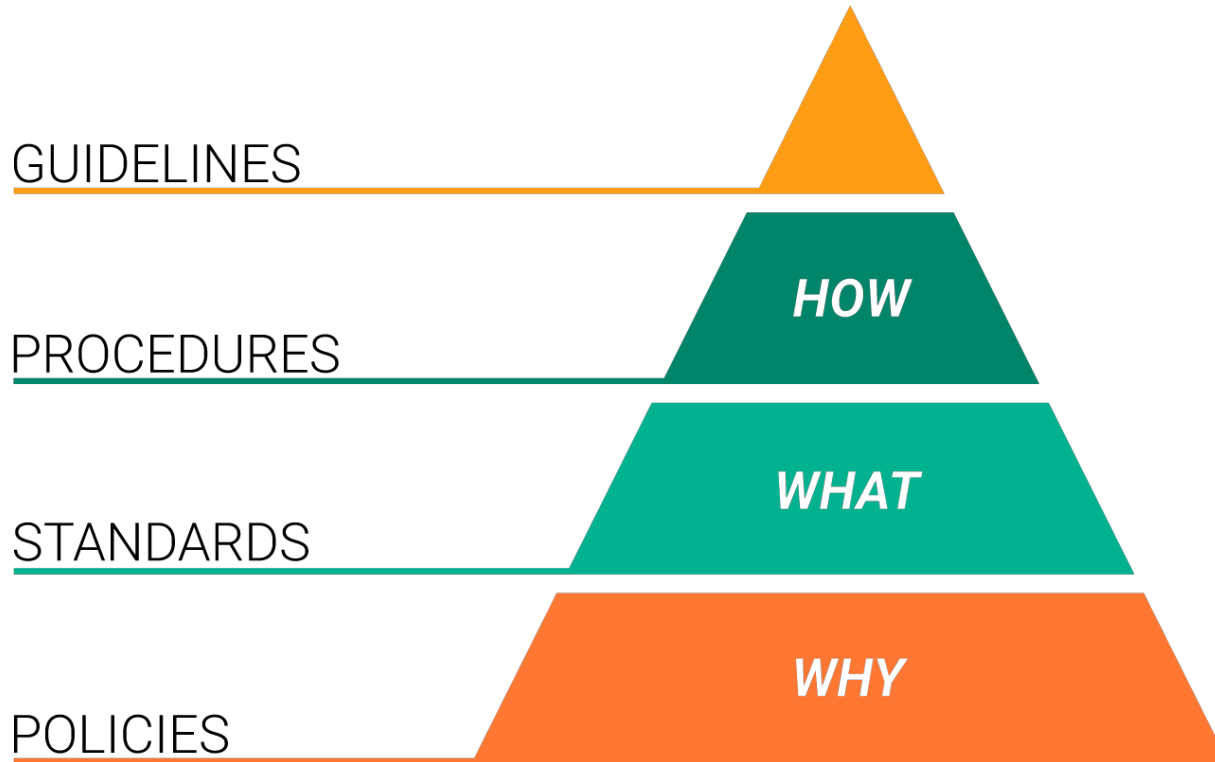 GUIDELINES
HOW
PROCEDURES
WHAT
STANDARDS
WHY
POLICIES